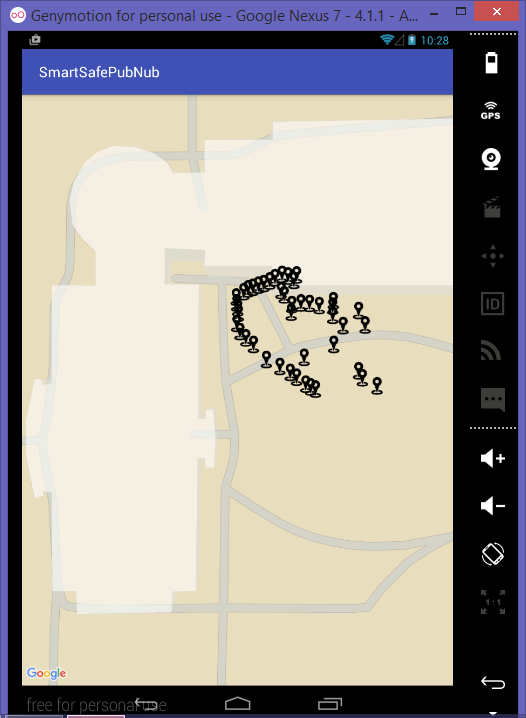 Genymotion for personal use - Google Nexus 7 - 4.1.1 - A...
10:28
SmartSafePubNub
GPS
ID
1:1
Google
free for personal use